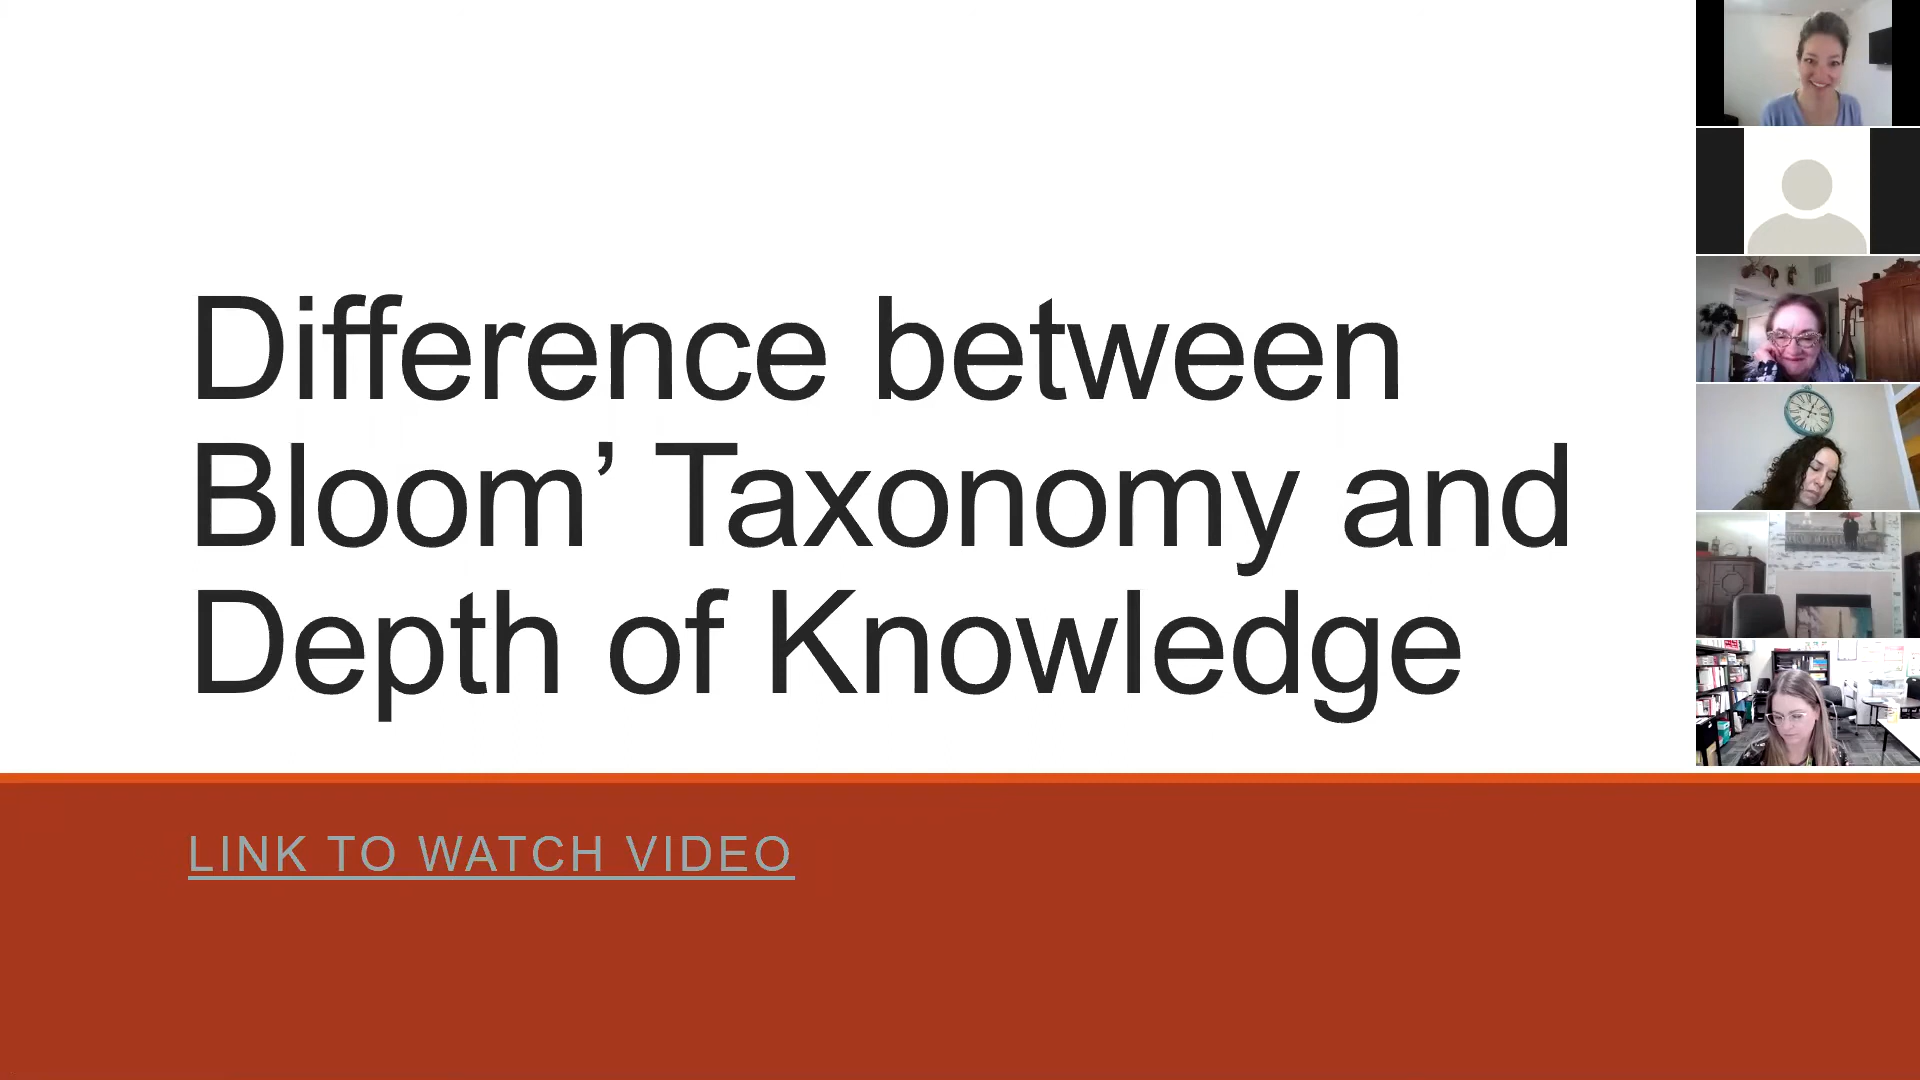 Difference between
Bloom’ Taxonomy and
Depth of Knowledge
LINK TO WATCH VIDEO